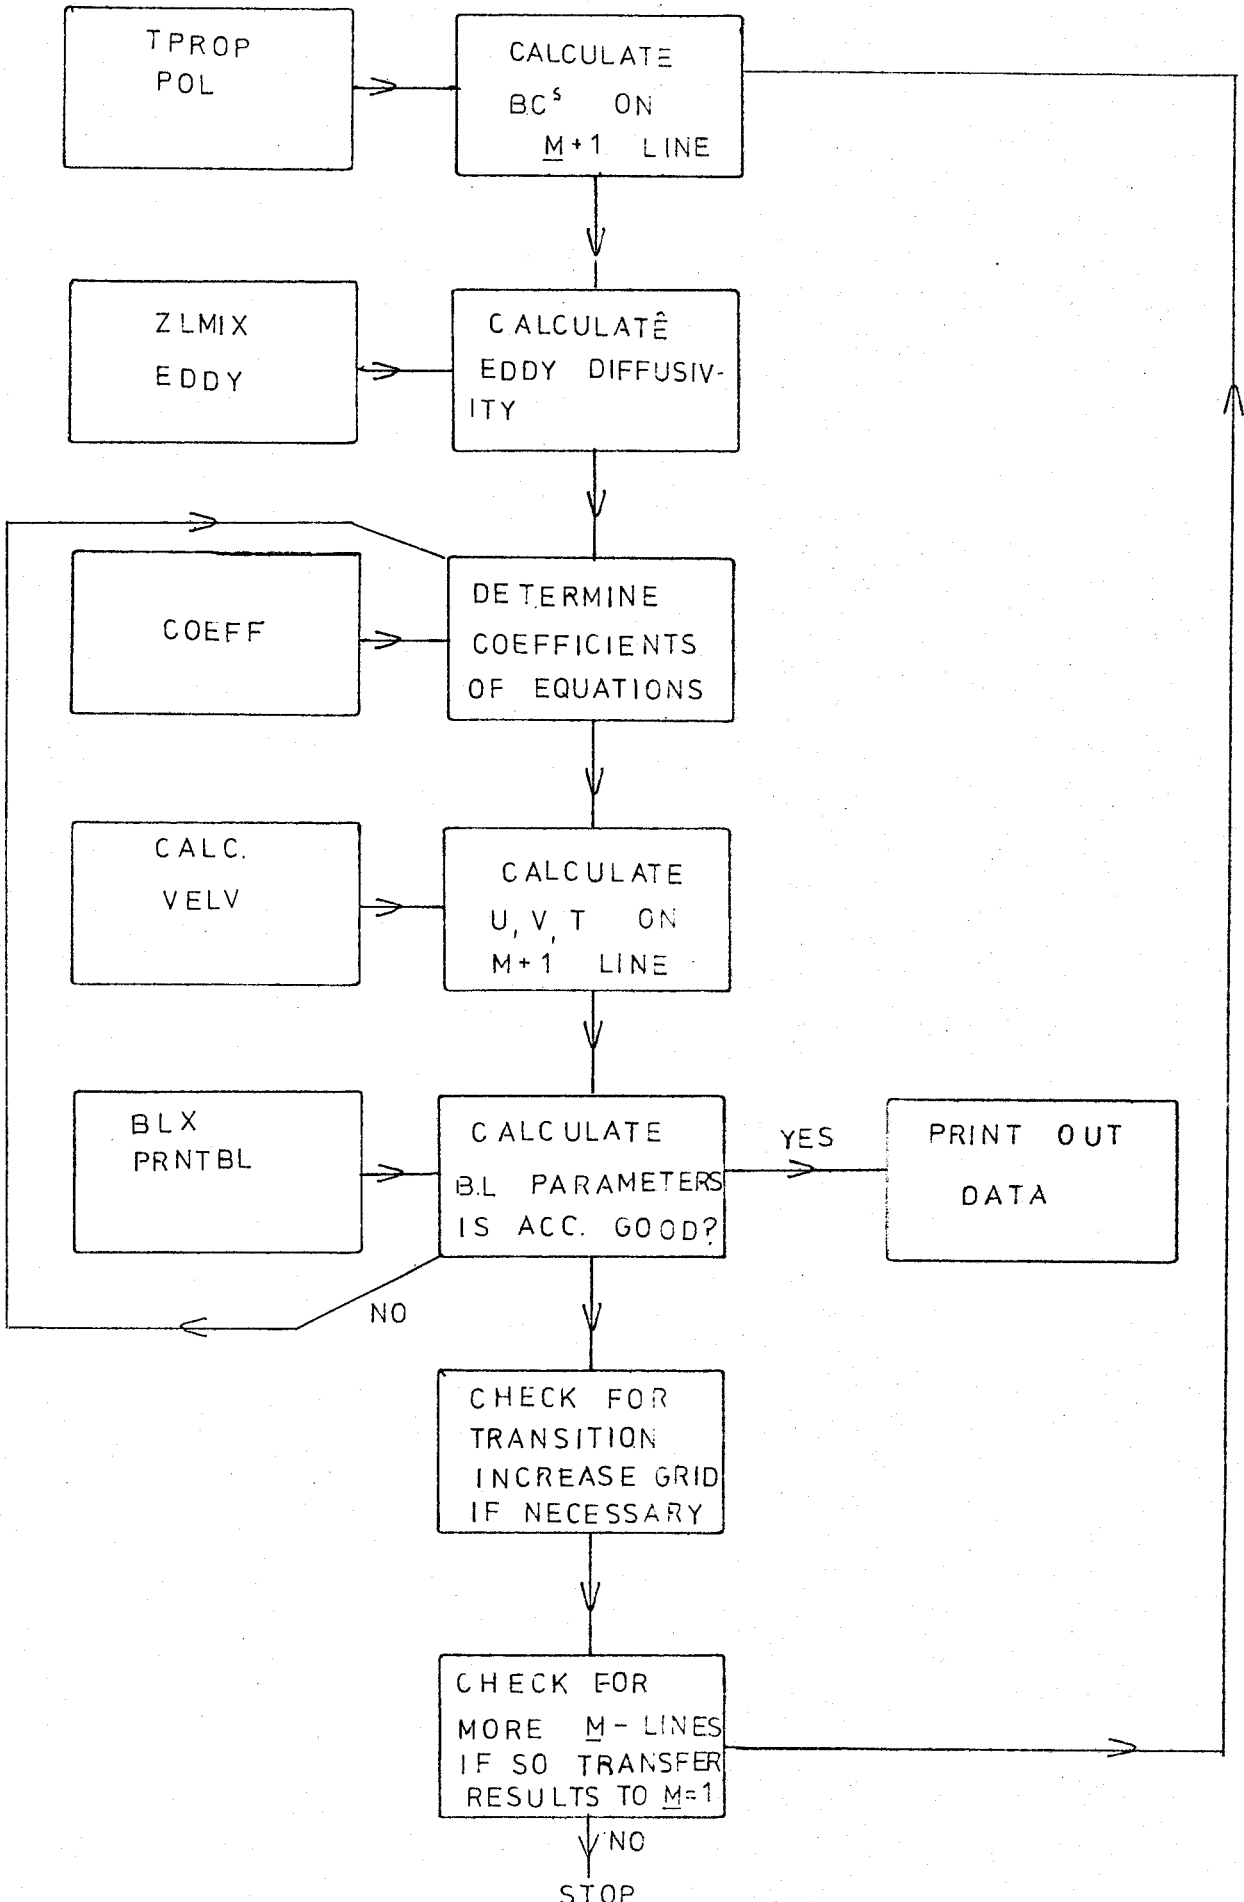 TPROP
POL
CALCULATE
BC^s ON
M+1 LINE
ZLMIX
EDDY
CALCULATE
EDDY DIFFUSIV-
ITY
COEFF
DETERMINE
COEFFICIENTS
OF EQUATIONS
CALC.
VELV
CALCULATE
U, V, T ON
M+1 LINE
BLX
PRNTBL
CALCULATE
B.L PARAMETERS
IS ACC. GOOD?
YES
PRINT OUT
DATA
NO
CHECK FOR
TRANSITION
INCREASE GRID
IF NECESSARY
CHECK FOR
MORE M- LINES
IF SO TRANSFER
RESULTS TO M=1
NO
STOP